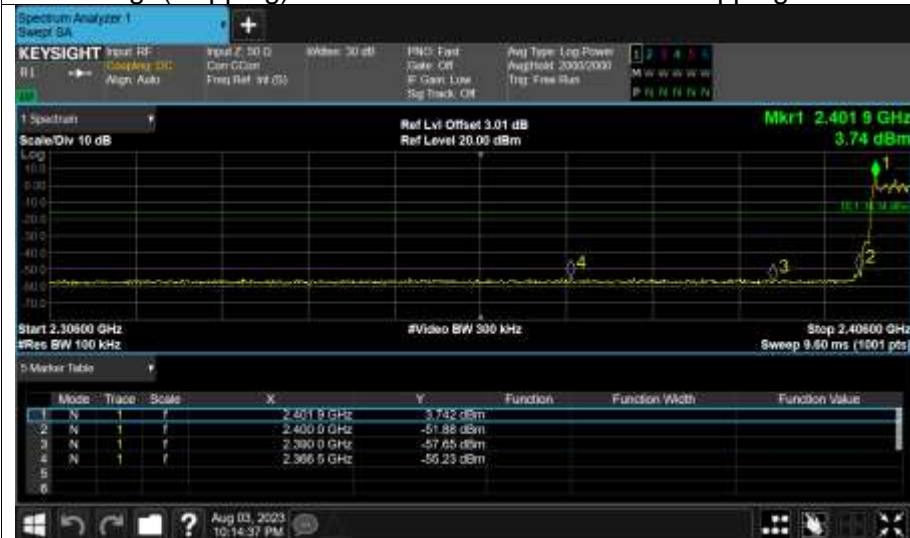 Spectrum Analyzer 1
Swept SA
+
KEYSIGHT Input: RF Input Z: 50 Ω #Atten: 30 dB PNO: Fast Avg Type: Log-Power 1 2 3 4 5 6
Coupling: DC Corr CCorr Gate: Off Avg|Hold: 2000/2000 M W W W W W
Align: Auto Freq Ref: Int (S) IF Gain: Low Trig: Free Run
Sig Track: Off P N N N N N
1 Spectrum Ref Lvl Offset 3.01 dB Mkr1 2.401 9 GHz
Scale/Div 10 dB Ref Level 20.00 dBm 3.74 dBm
Log
10.0
0.00
-10.0
-20.0
-30.0
-40.0
-50.0
-60.0
-70.0
1
2
3
4
Start 2.30600 GHz #Video BW 300 kHz Stop 2.40600 GHz
#Res BW 100 kHz Sweep 9.60 ms (1001 pts)
5 Marker Table
Mode Trace Scale X Y Function Function Width Function Value
1 N 1 f 2.401 9 GHz 3.742 dBm
2 N 1 f 2.400 0 GHz -51.88 dBm
3 N 1 f 2.390 0 GHz -57.65 dBm
4 N 1 f 2.366 5 GHz -55.23 dBm
5
6
? Aug 03, 2023
10:14:37 PM